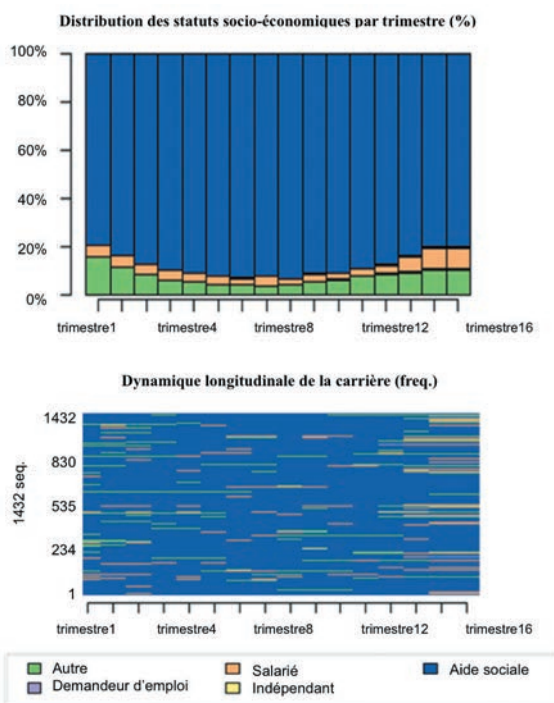 Distribution des statuts socio-économiques par trimestre (%)
100%
80%
60%
40%
20%
0%
trimestre1 trimestre4 trimestre8 trimestre12 trimestre16
Dynamique longitudinale de la carrière (freq.)
1432
830
535
234
1
1432 seq.
trimestre1 trimestre4 trimestre8 trimestre12 trimestre16
Autre Salarié Aide sociale
Demandeur d'emploi Indépendant